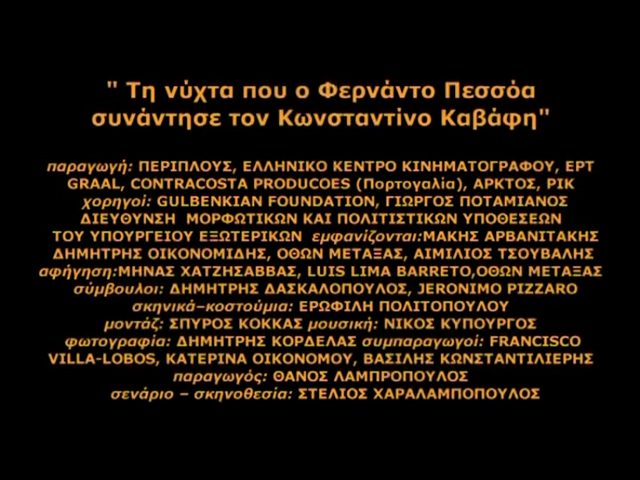 " Τη νύχτα που ο Φερνάντο Πεσσόα
συνάντησε τον Κωνσταντίνο Καβάφη"
παραγωγή: ΠΕΡΙΠΛΟΥΣ, ΕΛΛΗΝΙΚΟ ΚΕΝΤΡΟ ΚΙΝΗΜΑΤΟΓΡΑΦΟΥ, ΕΡΤ
GRAAL, CONTRACOSTA PRODUCOES (Πορτογαλία), ΑΡΚΤΟΣ, ΡΙΚ
χορηγοί: GULBENKIAN FOUNDATION, ΓΙΩΡΓΟΣ ΠΟΤΑΜΙΑΝΟΣ
ΔΙΕΥΘΥΝΣΗ ΜΟΡΦΩΤΙΚΩΝ ΚΑΙ ΠΟΛΙΤΙΣΤΙΚΩΝ ΥΠΟΘΕΣΕΩΝ
ΤΟΥ ΥΠΟΥΡΓΕΙΟΥ ΕΞΩΤΕΡΙΚΩΝ εμφανίζονται:ΜΑΚΗΣ ΑΡΒΑΝΙΤΑΚΗΣ
ΔΗΜΗΤΡΗΣ ΟΙΚΟΝΟΜΙΔΗΣ, ΟΘΩΝ ΜΕΤΑΞΑΣ, ΑΙΜΙΛΙΟΣ ΤΣΟΥΒΑΛΗΣ
αφήγηση:ΜΗΝΑΣ ΧΑΤΖΗΣΑΒΒΑΣ, LUIS LIMA BARRETO,ΟΘΩΝ ΜΕΤΑΞΑΣ
σύμβουλοι: ΔΗΜΗΤΡΗΣ ΔΑΣΚΑΛΟΠΟΥΛΟΣ, JERONIMO PIZZARO
σκηνικά–κοστούμια: ΕΡΩΦΙΛΗ ΠΟΛΙΤΟΠΟΥΛΟΥ
μοντάζ: ΣΠΥΡΟΣ ΚΟΚΚΑΣ μουσική: ΝΙΚΟΣ ΚΥΠΟΥΡΓΟΣ
φωτογραφία: ΔΗΜΗΤΡΗΣ ΚΟΡΔΕΛΑΣ συμπαραγωγοί: FRANCISCO
VILLA-LOBOS, ΚΑΤΕΡΙΝΑ ΟΙΚΟΝΟΜΟΥ, ΒΑΣΙΛΗΣ ΚΩΝΣΤΑΝΤΙΛΙΕΡΗΣ
παραγωγός: ΘΑΝΟΣ ΛΑΜΠΡΟΠΟΥΛΟΣ
σενάριο – σκηνοθεσία: ΣΤΕΛΙΟΣ ΧΑΡΑΛΑΜΠΟΠΟΥΛΟΣ